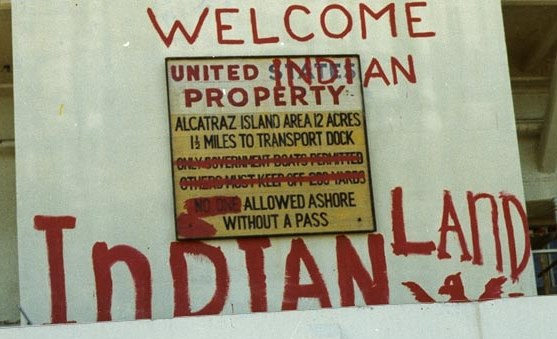 WELCOME
UNITED STATES INDIAN
PROPERTY
ALCATRAZ ISLAND AREA 12 ACRES
1½ MILES TO TRANSPORT DOCK
ONLY GOVERNMENT BOATS PERMITTED
OTHERS MUST KEEP OFF 200 YARDS
NO ONE ALLOWED ASHORE
WITHOUT A PASS
INDIAN LAND